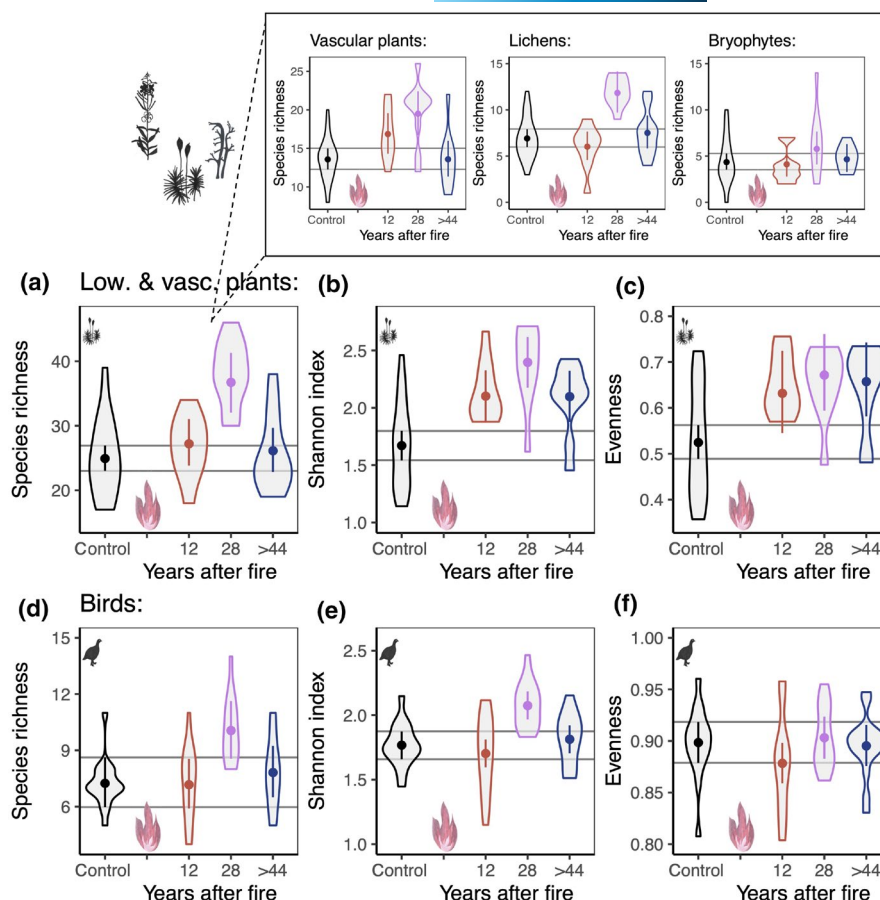 Vascular plants:
Lichens:
Bryophytes:
Species richness
25
20
15
10
Control
12
28
>44
Years after fire
Species richness
15
10
5
0
Control
12
28
>44
Years after fire
Species richness
15
10
5
0
Control
12
28
>44
Years after fire
(a) Low. & vasc. plants:
Species richness
40
30
20
Control
12
28
>44
Years after fire
(b)
Shannon index
2.5
2.0
1.5
1.0
Control
12
28
>44
Years after fire
(c)
Evenness
0.8
0.7
0.6
0.5
0.4
Control
12
28
>44
Years after fire
(d) Birds:
Species richness
15
12
9
6
Control
12
28
>44
Years after fire
(e)
Shannon index
2.5
2.0
1.5
1.0
Control
12
28
>44
Years after fire
(f)
Evenness
1.00
0.95
0.90
0.85
0.80
Control
12
28
>44
Years after fire